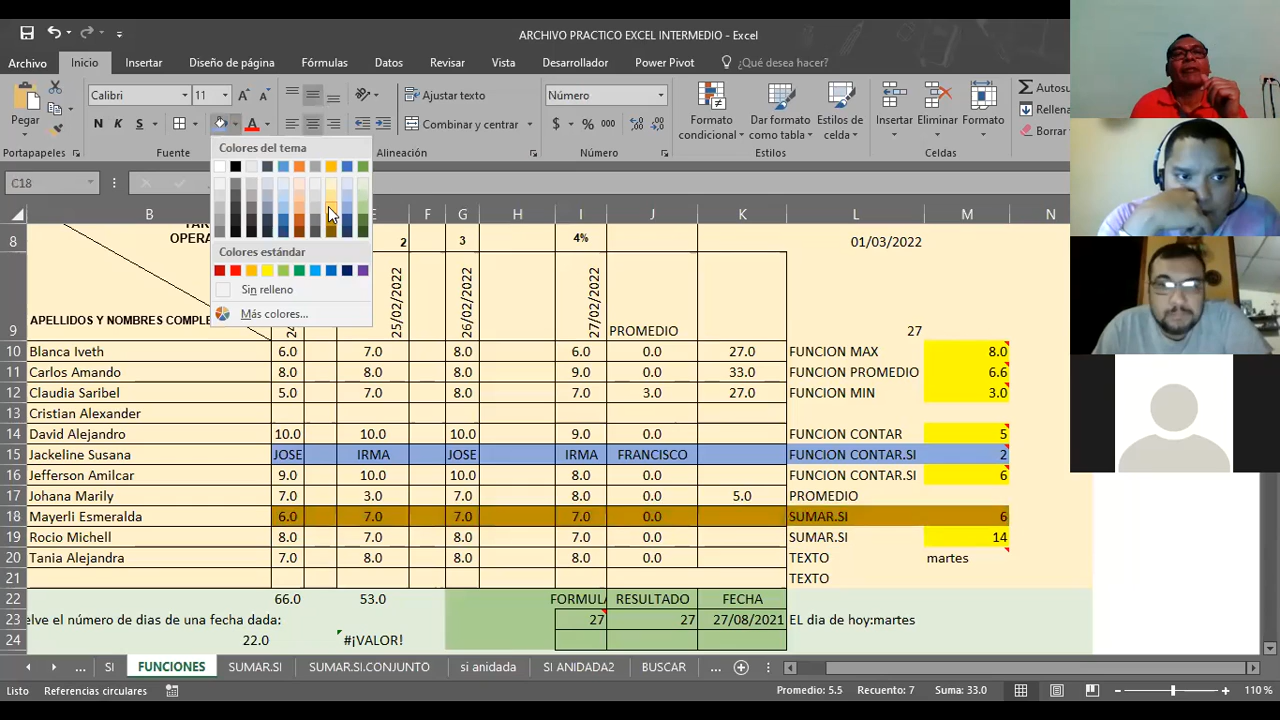 ARCHIVO PRACTICO EXCEL INTERMEDIO - Excel
Archivo Inicio Insertar Diseño de página Fórmulas Datos Revisar Vista Desarrollador Power Pivot ¿Qué desea hacer?
Pegar
Calibri 11
N K S
Ajustar texto
Combinar y centrar
Número
$ % 000
Formato condicional
Dar formato como tabla
Estilos de celda
Insertar Eliminar Formato
Autosu
Rellena
Borrar
Portapapeles Fuente Alineación Número Estilos Celdas
Colores del tema
Colores estándar
Sin relleno
Más colores...
C18
B E F G H I J K L M N
8 OPERA 2 3 4% 01/03/2022
9 APELLIDOS Y NOMBRES COMPL 24 25/02/2022 26/02/2022 27/02/2022 PROMEDIO 27
10 Blanca Iveth 6.0 7.0 8.0 6.0 0.0 27.0 FUNCION MAX 8.0
11 Carlos Amando 8.0 8.0 8.0 9.0 0.0 33.0 FUNCION PROMEDIO 6.6
12 Claudia Saribel 5.0 7.0 8.0 7.0 3.0 27.0 FUNCION MIN 3.0
13 Cristian Alexander
14 David Alejandro 10.0 10.0 10.0 9.0 0.0 FUNCION CONTAR 5
15 Jackeline Susana JOSE IRMA JOSE IRMA FRANCISCO FUNCION CONTAR.SI 2
16 Jefferson Amilcar 9.0 10.0 10.0 8.0 0.0 FUNCION CONTAR.SI 6
17 Johana Marily 7.0 3.0 7.0 8.0 0.0 5.0 PROMEDIO
18 Mayerli Esmeralda 6.0 7.0 7.0 7.0 0.0 SUMAR.SI 6
19 Rocio Michell 8.0 7.0 8.0 7.0 0.0 SUMAR.SI 14
20 Tania Alejandra 7.0 8.0 8.0 8.0 0.0 TEXTO martes
21 TEXTO
22 66.0 53.0 FORMULA RESULTADO FECHA
23 elve el número de dias de una fecha dada: 27 27 27/08/2021 EL dia de hoy:martes
24 22.0 #¡VALOR!
... SI FUNCIONES SUMAR.SI SUMAR.SI.CONJUNTO si anidada SI ANIDADA2 BUSCAR ...
Listo Referencias circulares Promedio: 5.5 Recuento: 7 Suma: 33.0 110 %